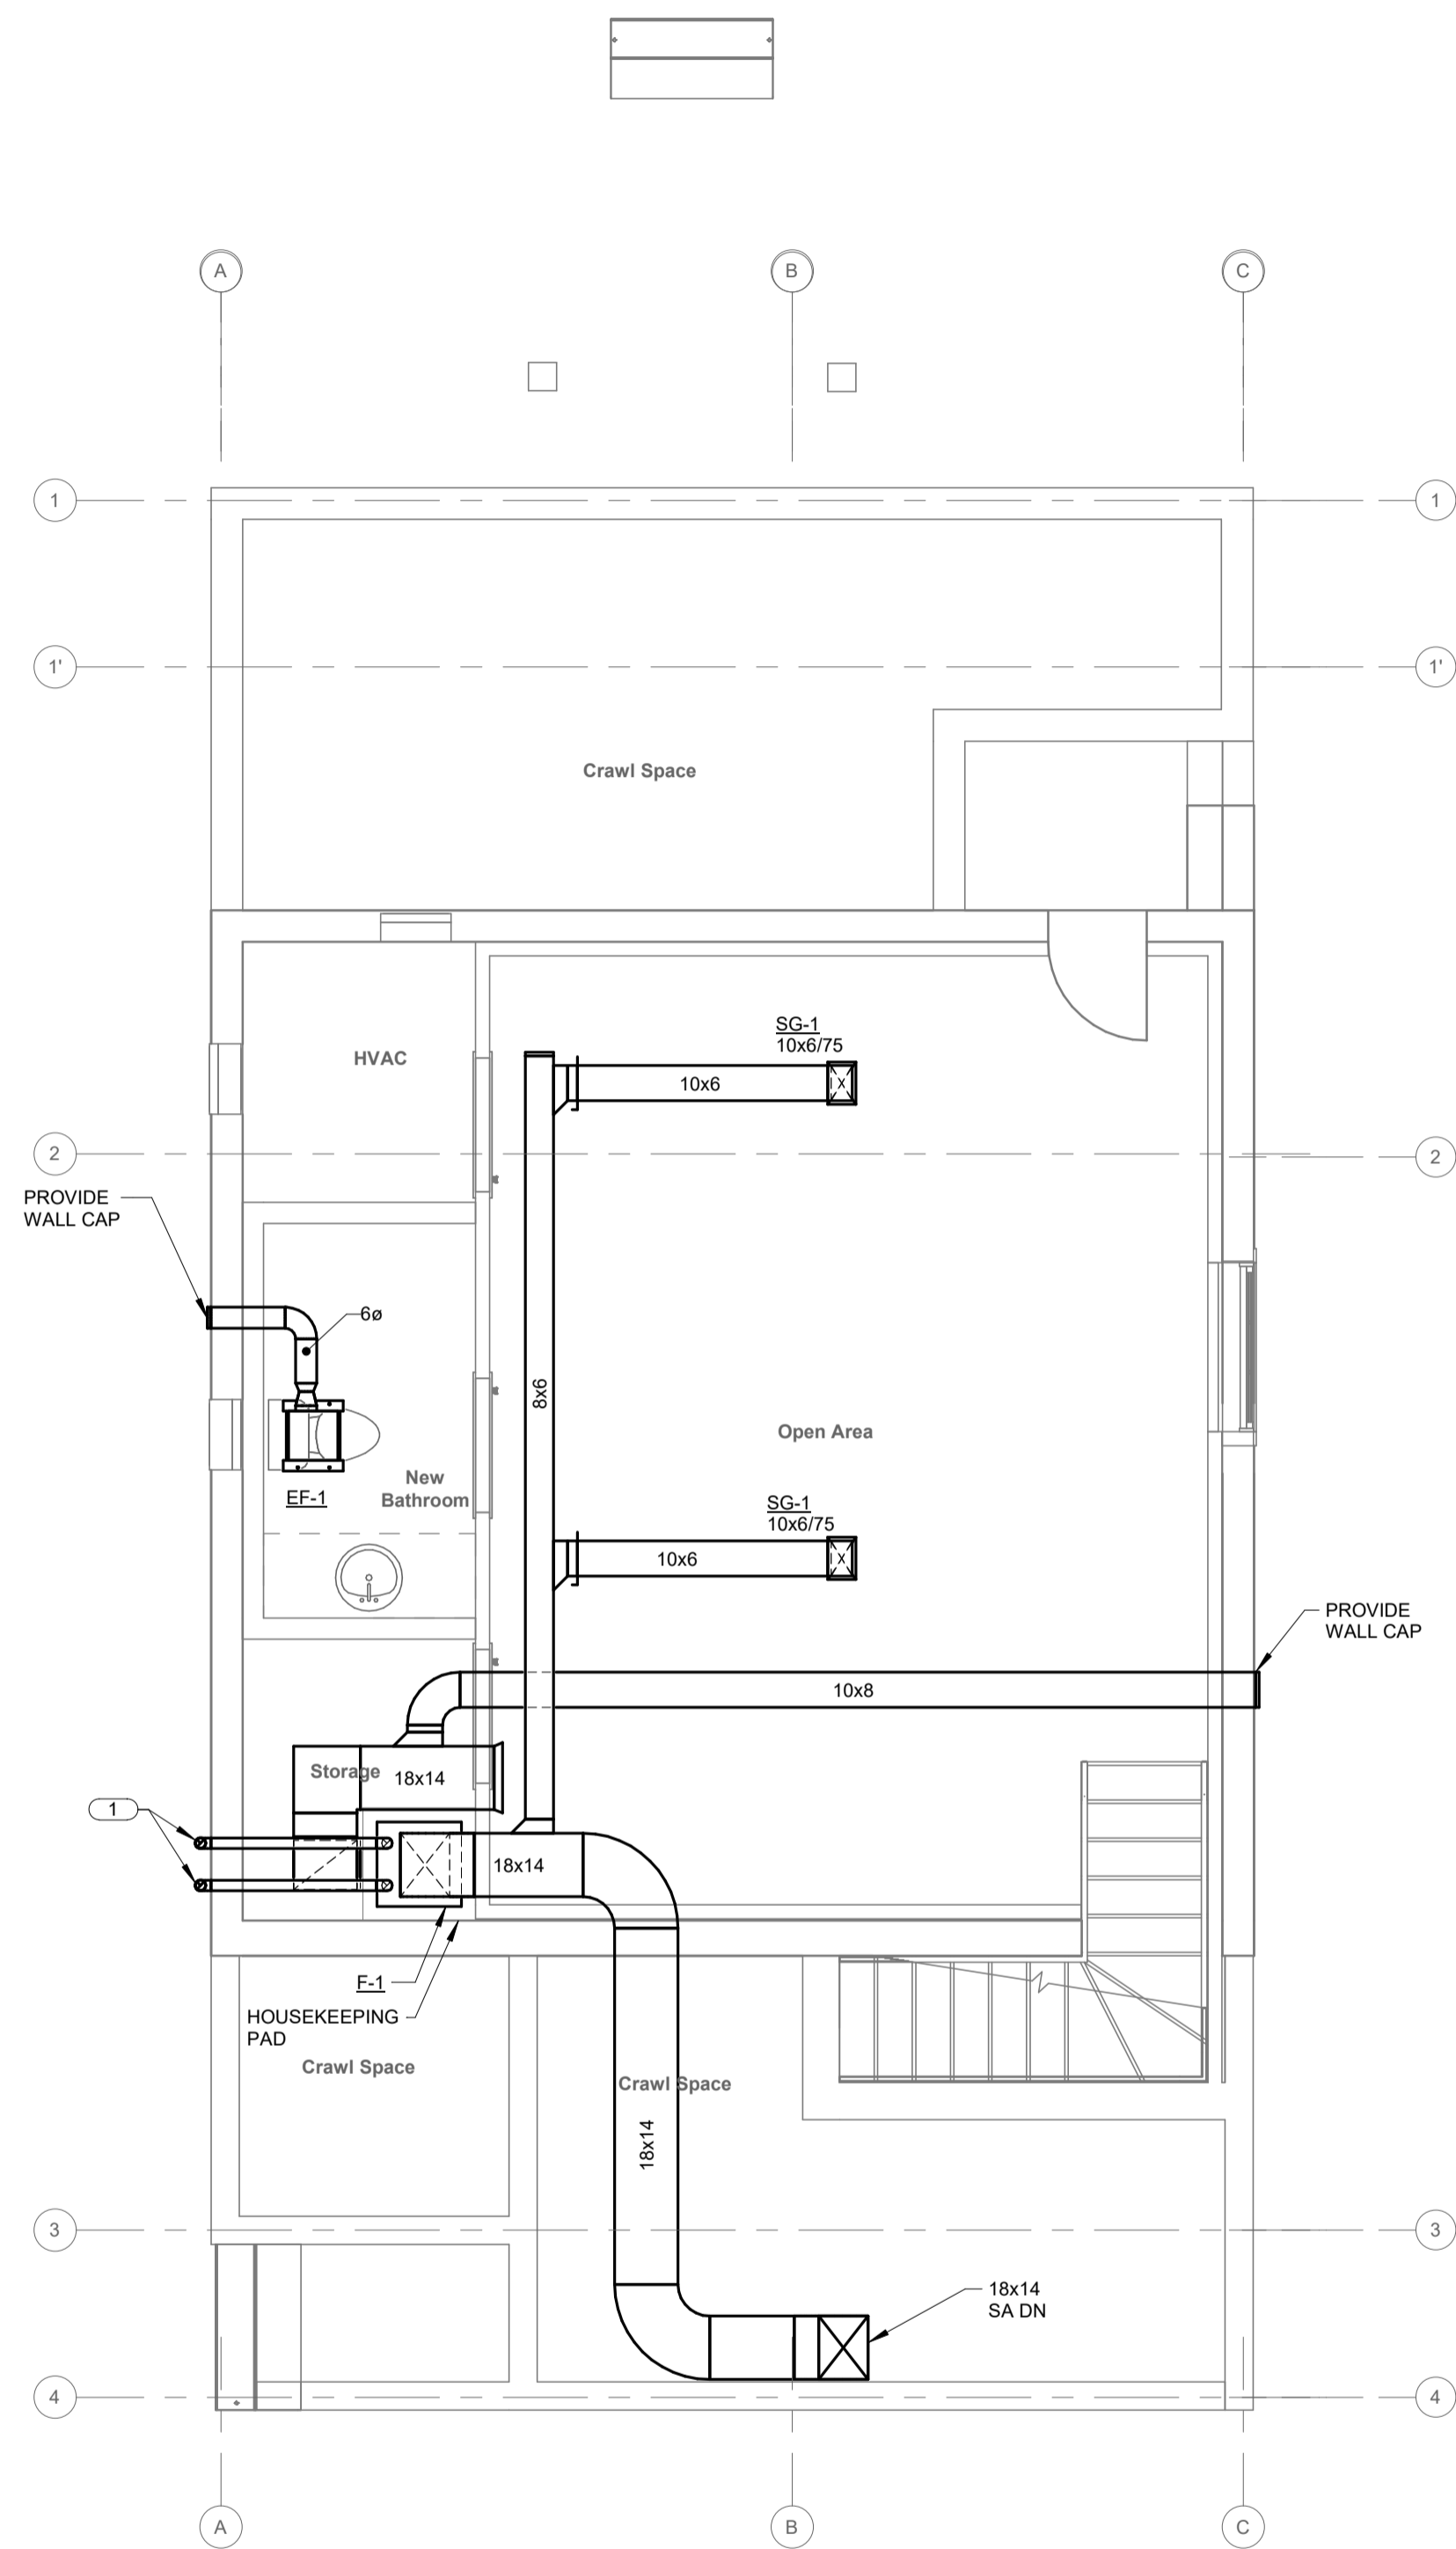 A
B
C
1
1
1'
1'
Crawl Space
SG-1
10x6/75
HVAC
10x6
2
2
PROVIDE
WALL CAP
6ø
8x6
Open Area
New
Bathroom
EF-1
SG-1
10x6/75
10x6
PROVIDE
WALL CAP
10x8
Storage
18x14
1
18x14
F-1
HOUSEKEEPING
PAD
Crawl Space
Crawl Space
18x14
3
3
18x14
SA DN
4
4
A
B
C